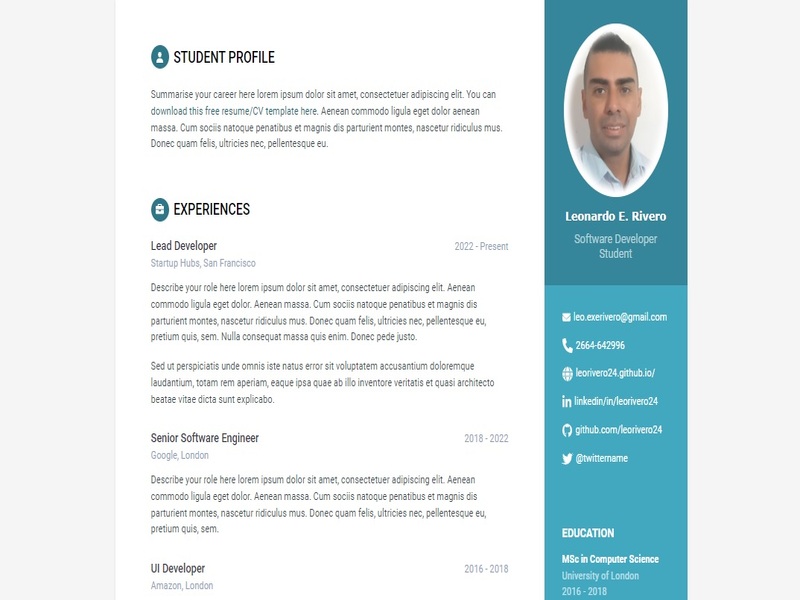 STUDENT PROFILE
Summarise your career here lorem ipsum dolor sit amet, consectetuer adipiscing elit. You can
download this free resume/CV template here. Aenean commodo ligula eget dolor aenean
massa. Cum sociis natoque penatibus et magnis dis parturient montes, nascetur ridiculus mus.
Donec quam felis, ultricies nec, pellentesque eu.
EXPERIENCES
Lead Developer
2022 - Present
Startup Hubs, San Francisco
Describe your role here lorem ipsum dolor sit amet, consectetuer adipiscing elit. Aenean
commodo ligula eget dolor. Aenean massa. Cum sociis natoque penatibus et magnis dis
parturient montes, nascetur ridiculus mus. Donec quam felis, ultricies nec, pellentesque eu,
pretium quis, sem. Nulla consequat massa quis enim. Donec pede justo.
Sed ut perspiciatis unde omnis iste natus error sit voluptatem accusantium doloremque
laudantium, totam rem aperiam, eaque ipsa quae ab illo inventore veritatis et quasi architecto
beatae vitae dicta sunt explicabo.
Senior Software Engineer
2018 - 2022
Google, London
Describe your role here lorem ipsum dolor sit amet, consectetuer adipiscing elit. Aenean
commodo ligula eget dolor. Aenean massa. Cum sociis natoque penatibus et magnis dis
parturient montes, nascetur ridiculus mus. Donec quam felis, ultricies nec, pellentesque eu,
pretium quis, sem.
UI Developer
2016 - 2018
Amazon, London
Leonardo E. Rivero
Software Developer
Student
leo.exerivero@gmail.com
2664-642996
leorivero24.github.io/
linkedin/in/leorivero24
github.com/leorivero24
@twittername
EDUCATION
MSc in Computer Science
University of London
2016 - 2018